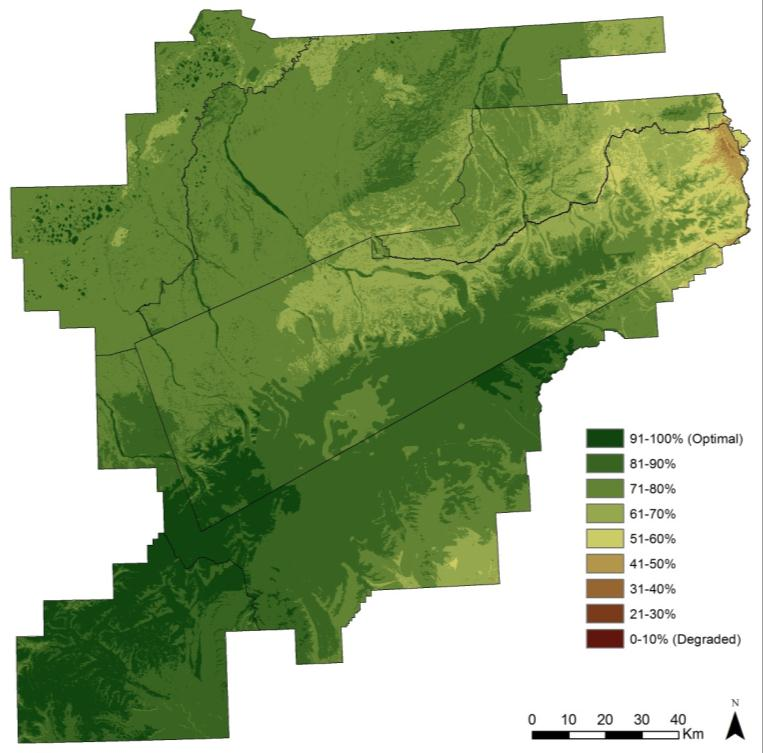 91-100% (Optimal)
81-90%
71-80%
61-70%
51-60%
41-50%
31-40%
21-30%
0-10% (Degraded)
N
0 10 20 30 40
Km